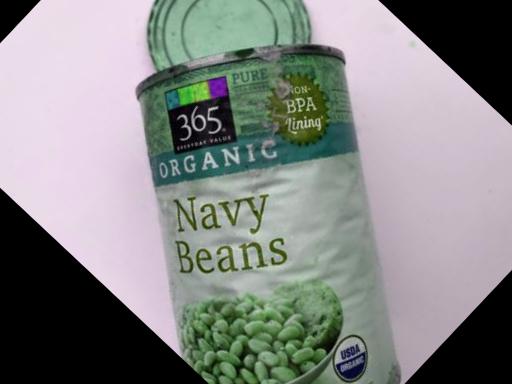 PURE
365
EVERYDAY VALUE
NON-
BPA
Lining
ORGANIC
Navy
Beans
USDA
ORGANIC